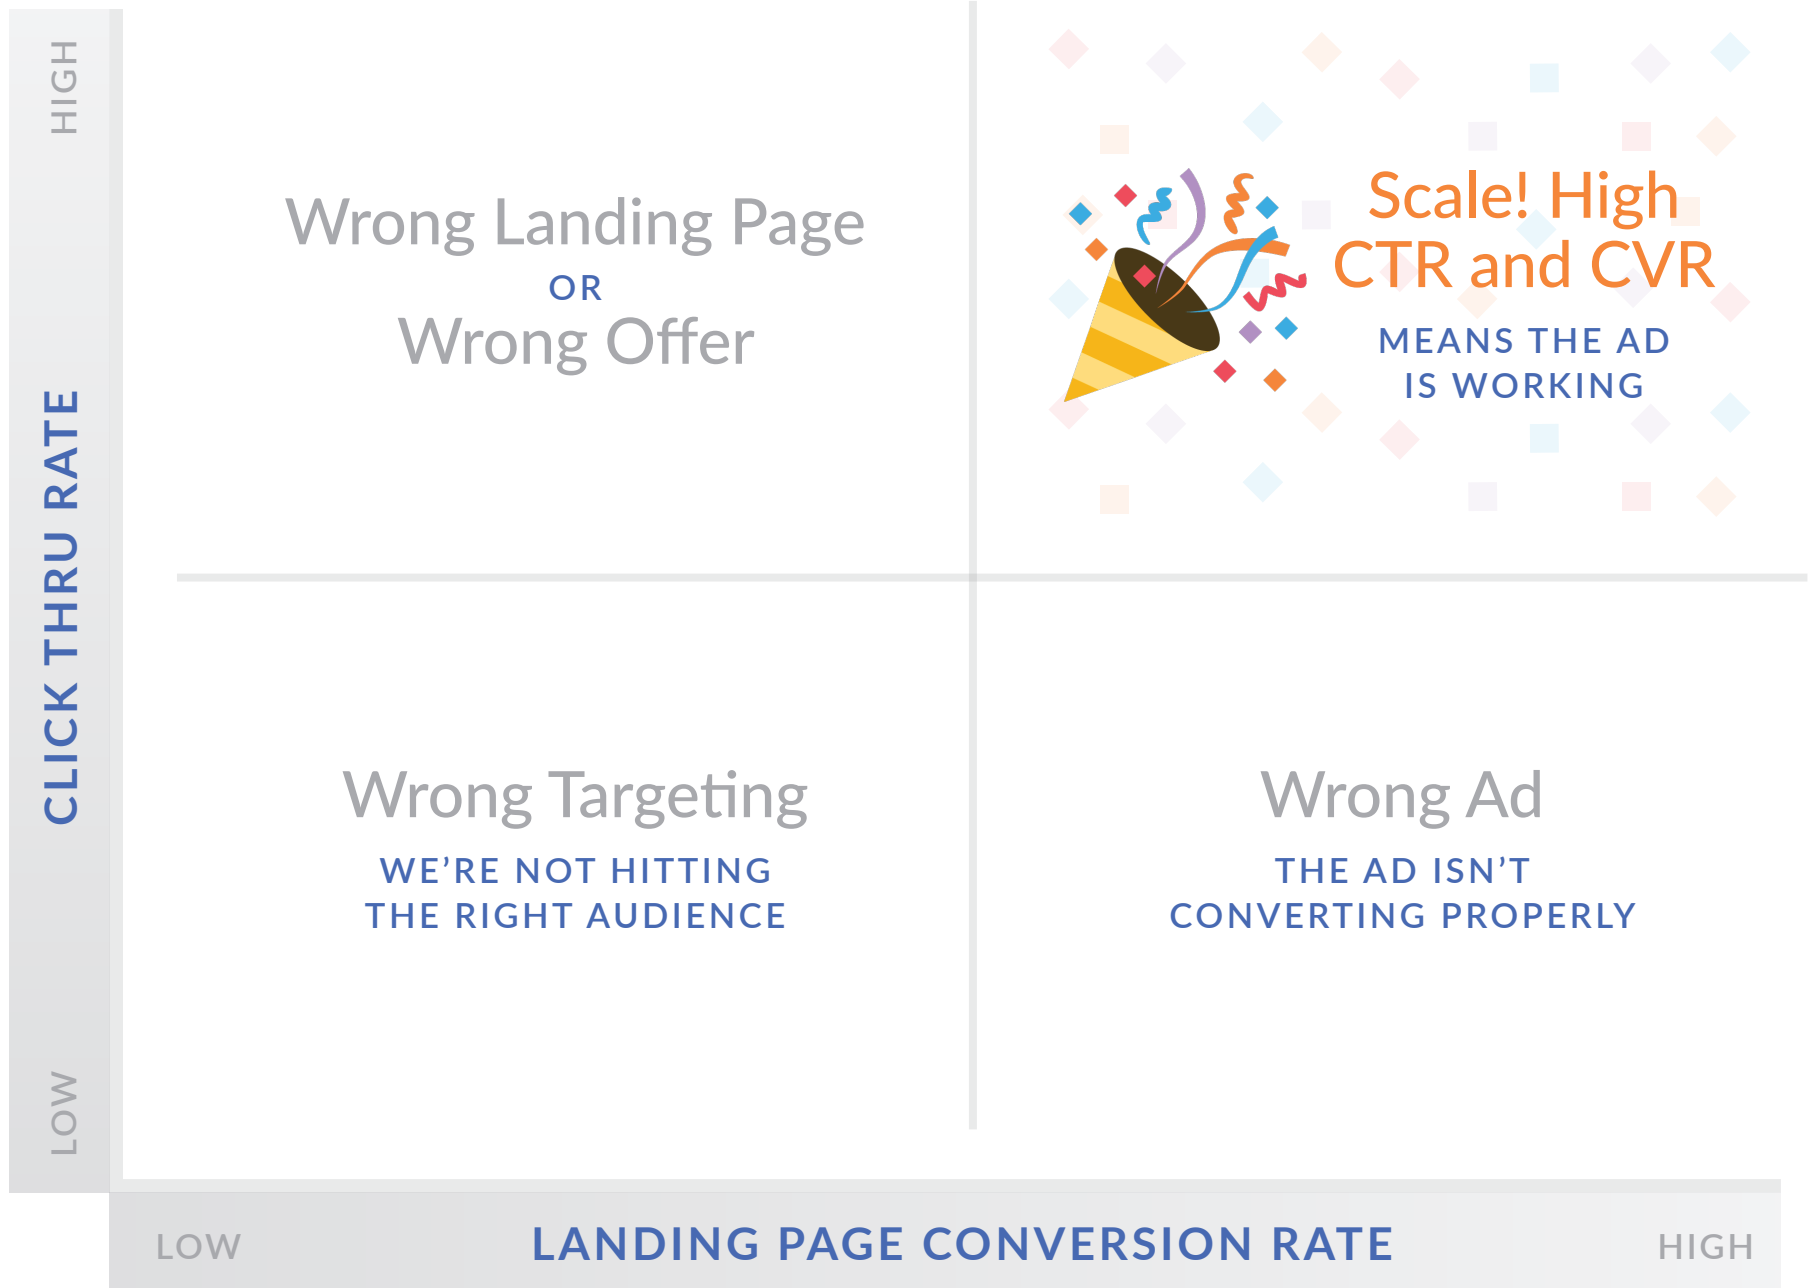 HIGH
CLICK THRU RATE
LOW
Wrong Landing Page
OR
Wrong Offer
Scale! High
CTR and CVR
MEANS THE AD
IS WORKING
Wrong Targeting
WE’RE NOT HITTING
THE RIGHT AUDIENCE
Wrong Ad
THE AD ISN’T
CONVERTING PROPERLY
LOW
LANDING PAGE CONVERSION RATE
HIGH